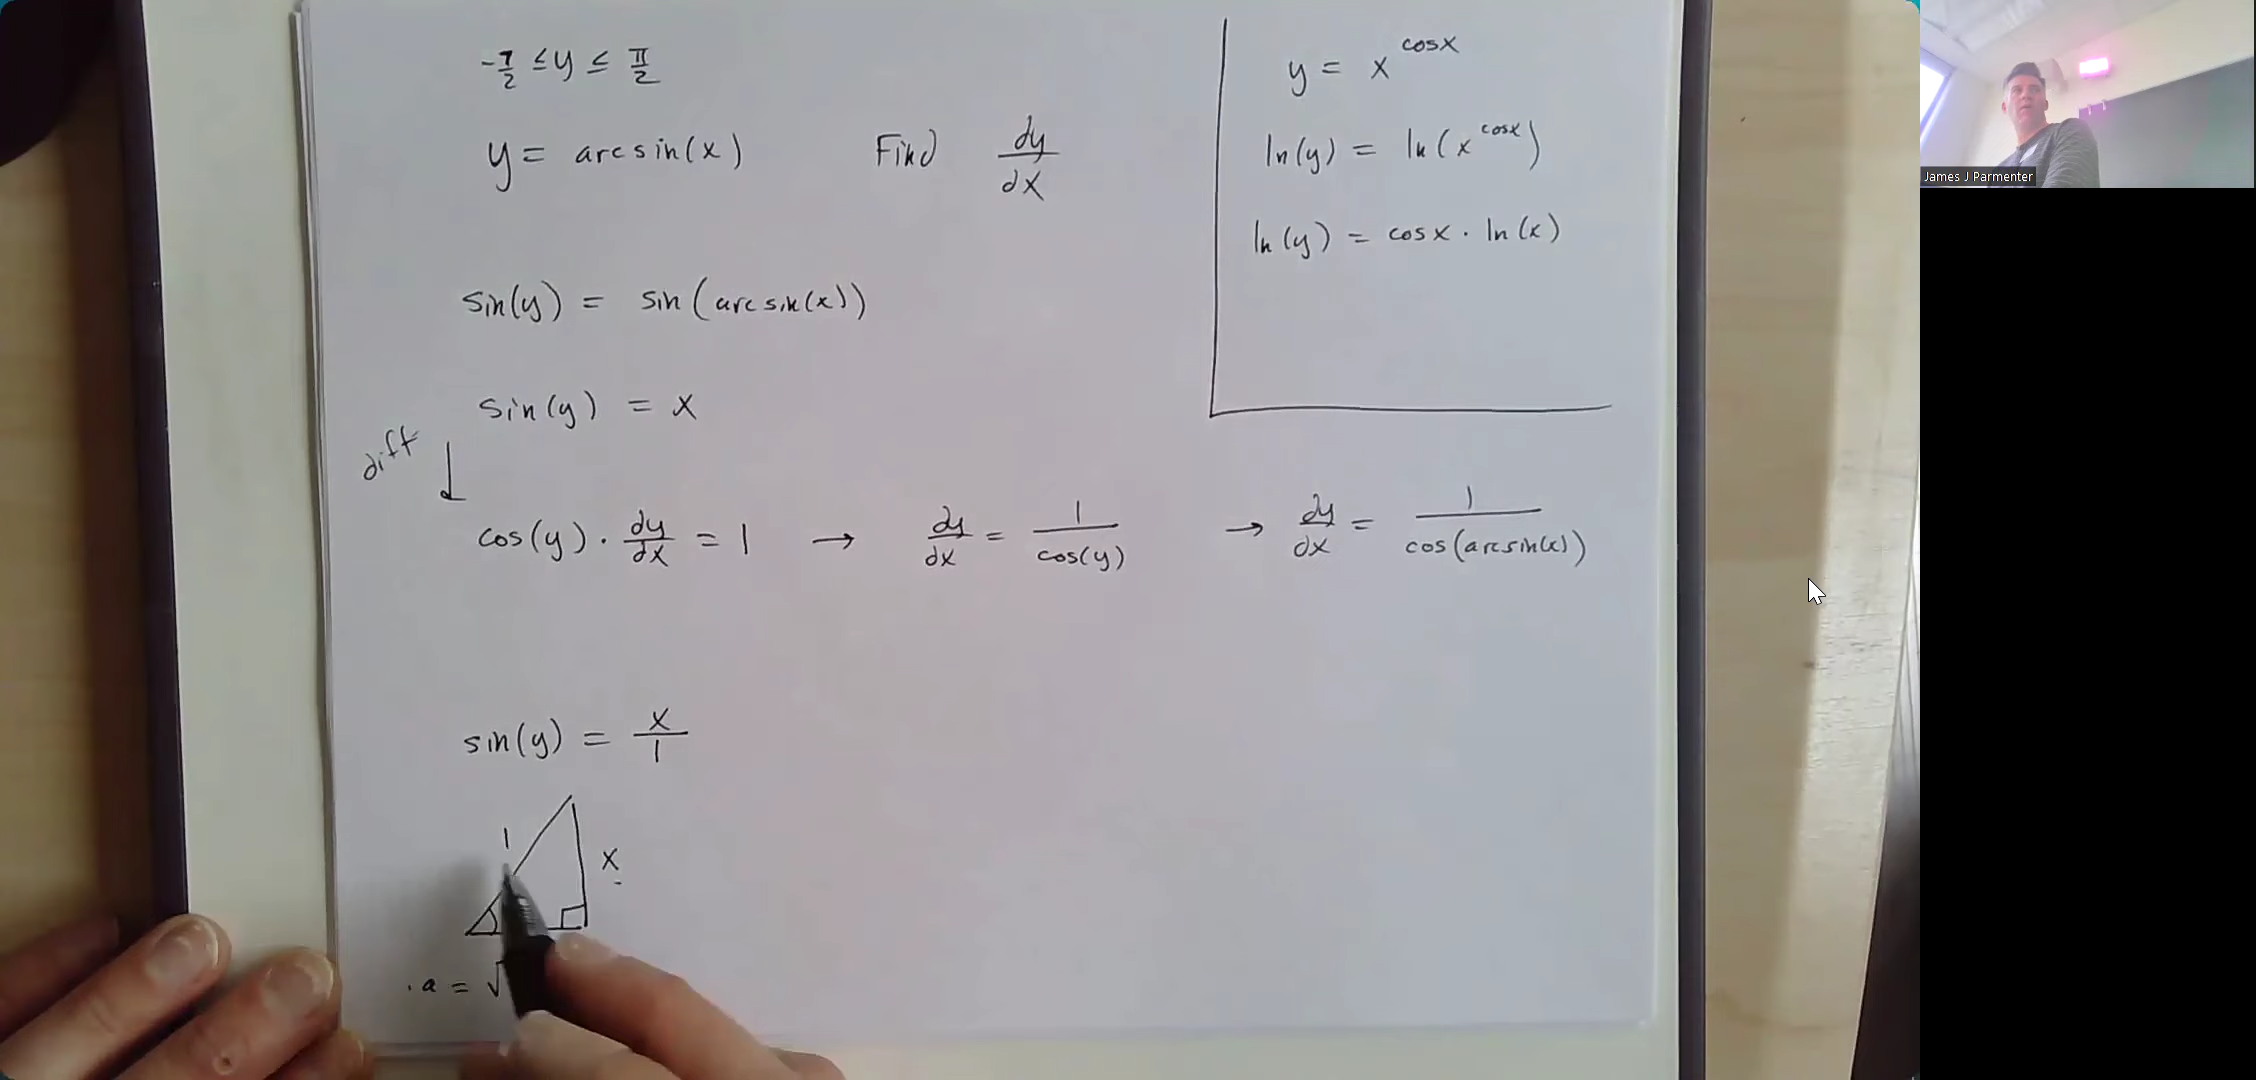 -π/2 ≤ y ≤ π/2
y = arcsin(x) Find dy/dx
sin(y) = sin(arcsin(x))
sin(y) = x
diff ↓
cos(y) · dy/dx = 1 → dy/dx = 1/cos(y) → dy/dx = 1/cos(arcsin(x))
sin(y) = x/1
1
x
a = √
y = x^cosx
ln(y) = ln(x^cosx)
ln(y) = cosx · ln(x)
James J Parmenter